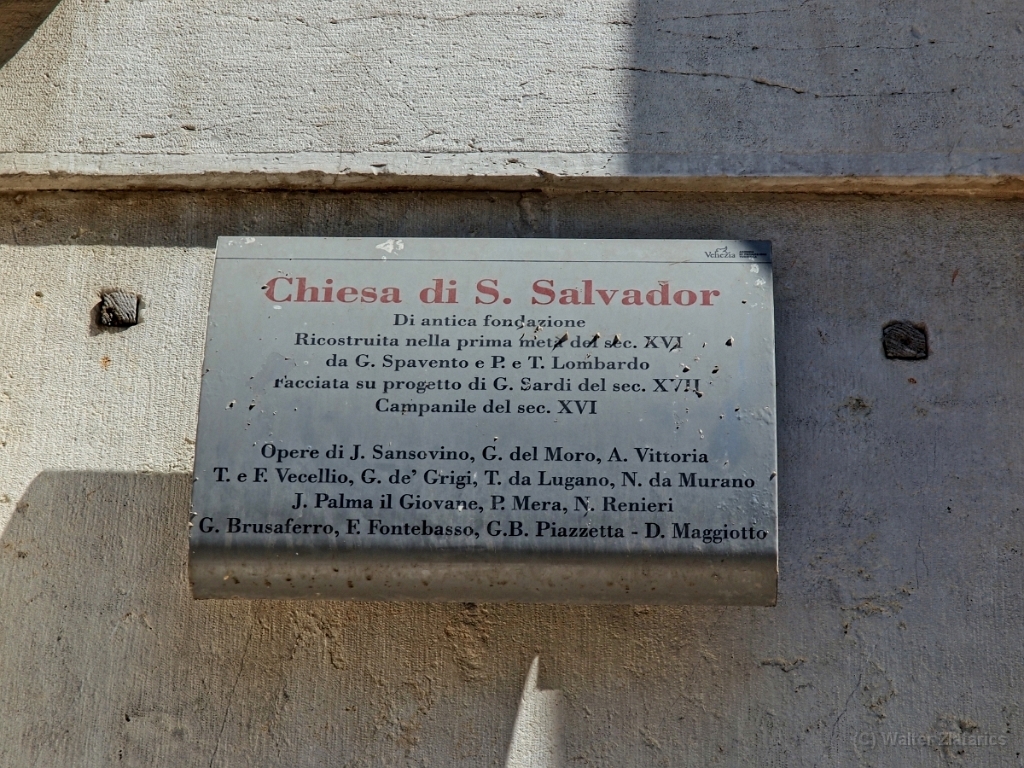 Venezia
Chiesa di S. Salvador
Di antica fondazione
Ricostruita nella prima metà del sec. XVI
da G. Spavento e P. e T. Lombardo
Facciata su progetto di G. Sardi del sec. XVII
Campanile del sec. XVI
Opere di J. Sansovino, G. del Moro, A. Vittoria
T. e F. Vecellio, G. de' Grigi, T. da Lugano, N. da Murano
J. Palma il Giovane, P. Mera, N. Renieri
G. Brusaferro, F. Fontebasso, G.B. Piazzetta - D. Maggiotto
(C) Walter Zlatarics